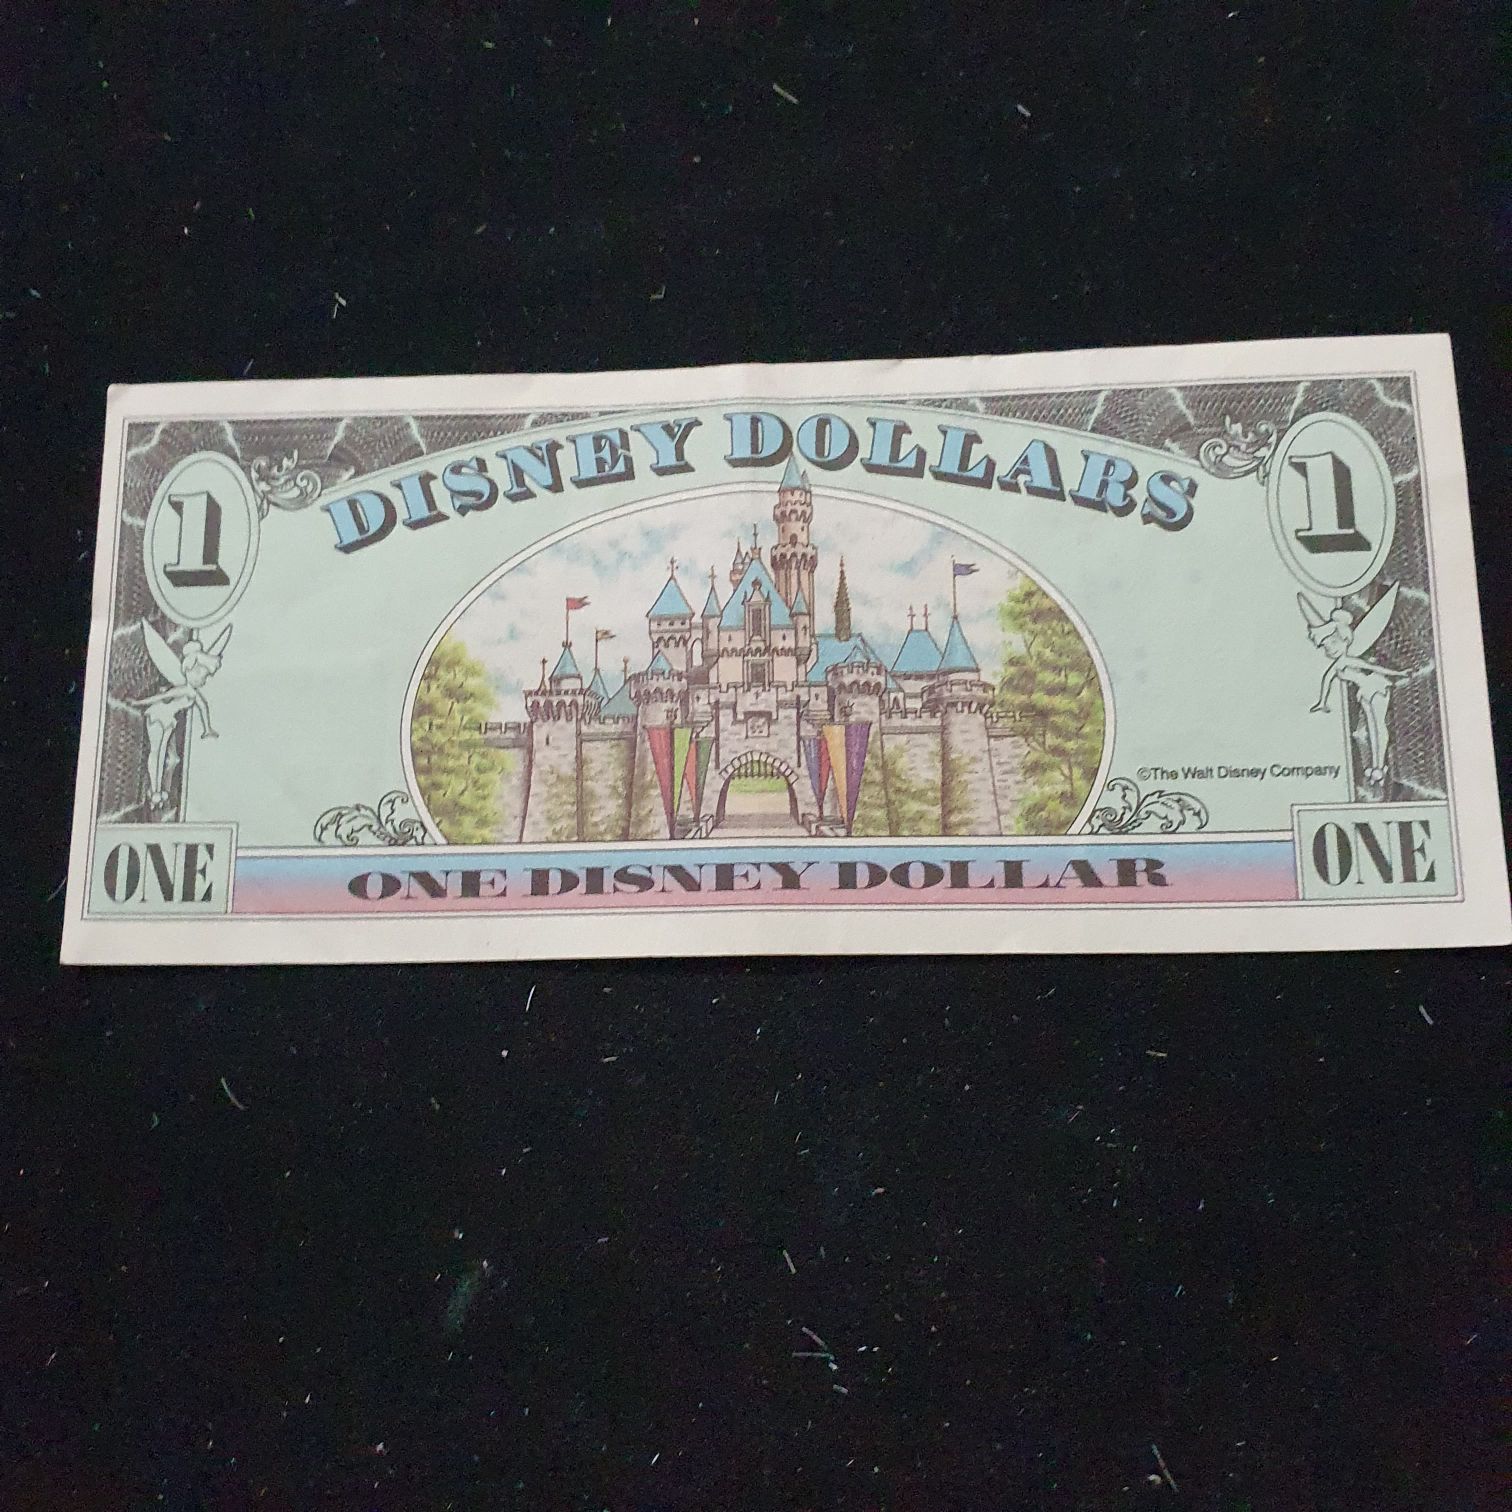 DISNEY DOLLARS
1
1
©The Walt Disney Company
ONE
ONE DISNEY DOLLAR
ONE